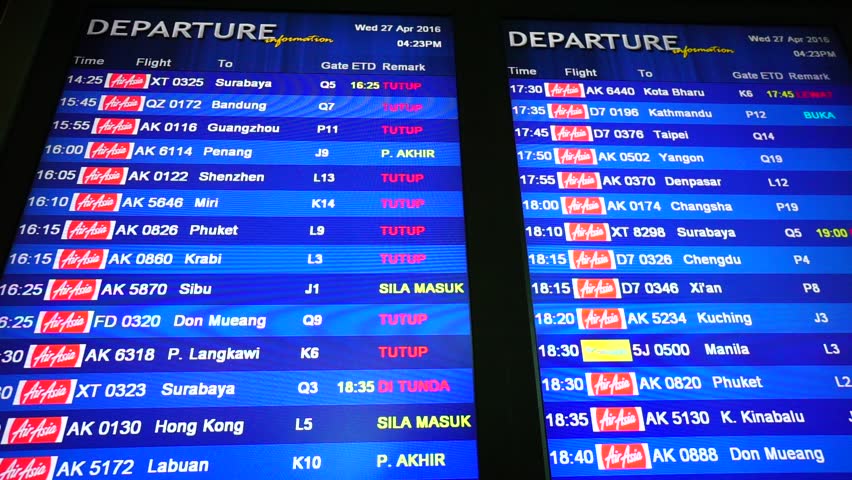 DEPARTURE information
Wed 27 Apr 2016
04:23PM
Time Flight To Gate ETD Remark
14:25 AirAsia XT 0325 Surabaya Q5 16:25 TUTUP
15:45 AirAsia QZ 0172 Bandung Q7 TUTUP
15:55 AirAsia AK 0116 Guangzhou P11 TUTUP
16:00 AirAsia AK 6114 Penang J9 P. AKHIR
16:05 AirAsia AK 0122 Shenzhen L13 TUTUP
16:10 AirAsia AK 5646 Miri K14 TUTUP
16:15 AirAsia AK 0826 Phuket L9 TUTUP
16:15 AirAsia AK 0860 Krabi L3 TUTUP
16:25 AirAsia AK 5870 Sibu J1 SILA MASUK
6:25 AirAsia FD 0320 Don Mueang Q9 TUTUP
:30 AirAsia AK 6318 P. Langkawi K6 TUTUP
30 AirAsia XT 0323 Surabaya Q3 18:35 DI TUNDA
0 AirAsia AK 0130 Hong Kong L5 SILA MASUK
AirAsia AK 5172 Labuan K10 P. AKHIR
DEPARTURE information
Wed 27 Apr 2016
04:23PM
Time Flight To Gate ETD Remark
17:30 AirAsia AK 6440 Kota Bharu K6 17:45 LEWAT
17:35 AirAsia D7 0196 Kathmandu P12 BUKA
17:45 AirAsia D7 0376 Taipei Q14
17:50 AirAsia AK 0502 Yangon Q19
17:55 AirAsia AK 0370 Denpasar L12
18:00 AirAsia AK 0174 Changsha P19
18:10 AirAsia XT 8298 Surabaya Q5 19:00
18:15 AirAsia D7 0326 Chengdu P4
18:15 AirAsia D7 0346 Xi'an P8
18:20 AirAsia AK 5234 Kuching J3
18:30 5J 0500 Manila L3
18:30 AirAsia AK 0820 Phuket L2
18:35 AirAsia AK 5130 K. Kinabalu
18:40 AirAsia AK 0888 Don Mueang